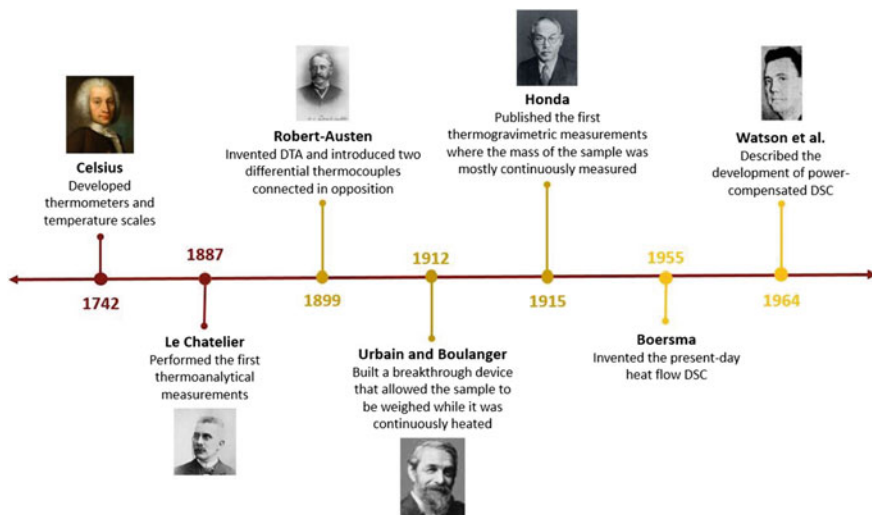 Celsius
Developed
thermometers and
temperature scales
1742
1887
Le Chatelier
Performed the first
thermoanalytical
measurements
Robert-Austen
Invented DTA and introduced two
differential thermocouples
connected in opposition
1899
1912
Urbain and Boulanger
Built a breakthrough device
that allowed the sample to
be weighed while it was
continuously heated
Honda
Published the first
thermogravimetric measurements
where the mass of the sample was
mostly continuously measured
1915
1955
Boersma
Invented the present-day
heat flow DSC
Watson et al.
Described the
development of power-
compensated DSC
1964